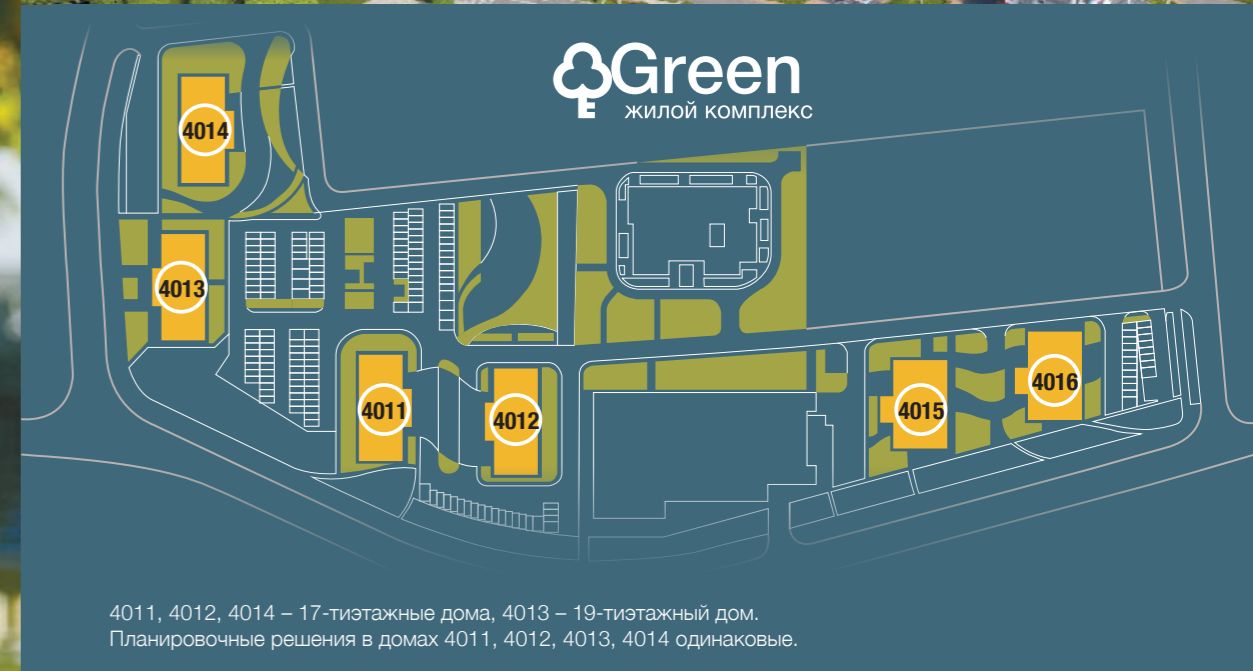 Green
жилой комплекс
4014
4013
4011
4012
4015
4016
4011, 4012, 4014 – 17-тиэтажные дома, 4013 – 19-тиэтажный дом.
Планировочные решения в домах 4011, 4012, 4013, 4014 одинаковые.